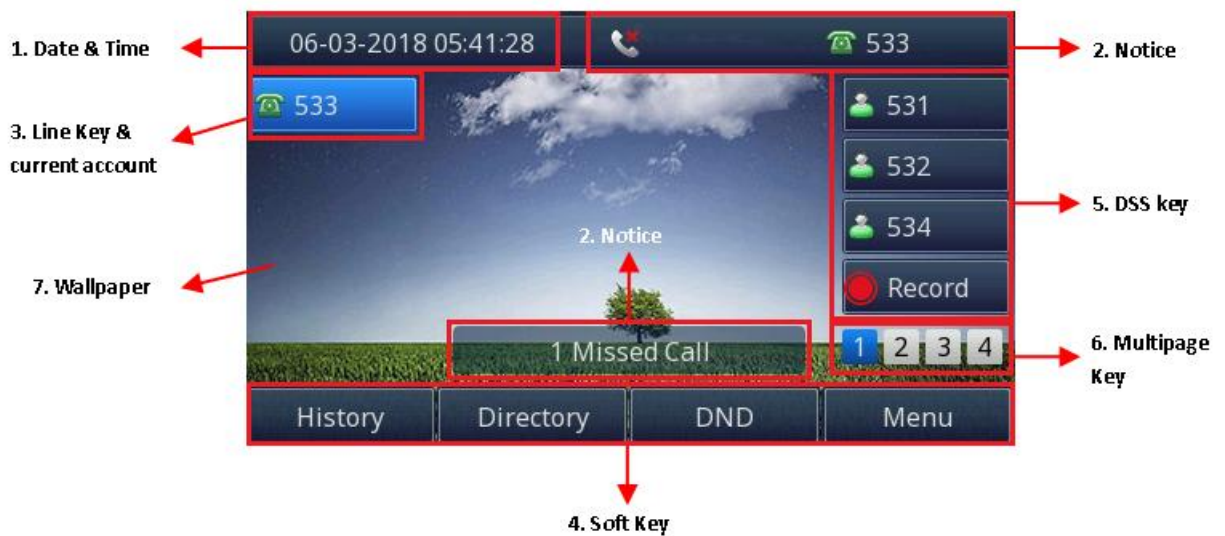 1. Date & Time
06-03-2018 05:41:28
533
2. Notice
3. Line Key &
current account
533
531
532
534
Record
5. DSS key
2. Notice
7. Wallpaper
1 Missed Call
1 2 3 4
6. Multipage
Key
History Directory DND Menu
4. Soft Key